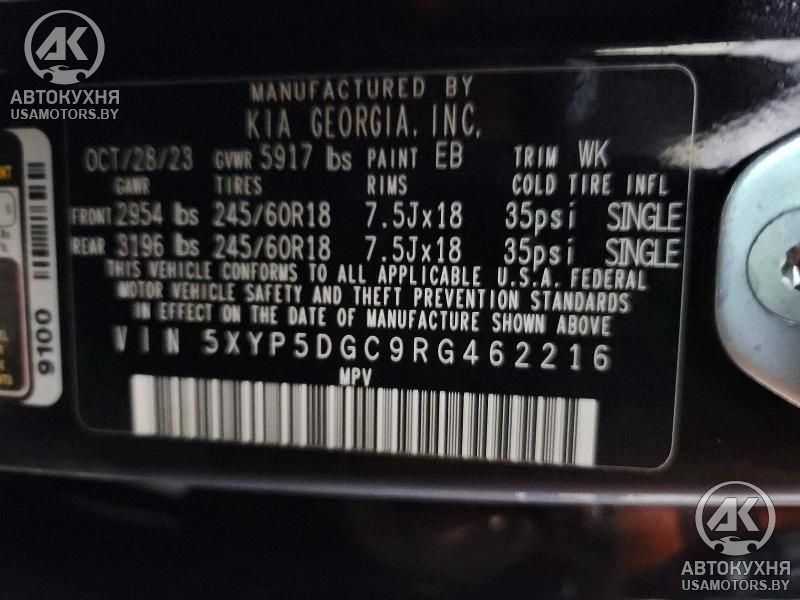 AK
АВТОКУХНЯ
USAMOTORS.BY
MANUFACTURED BY
KIA GEORGIA, INC.
OCT/28/23 GVWR 5917 lbs PAINT EB TRIM WK
GAWR TIRES RIMS COLD TIRE INFL
FRONT 2954 lbs 245/60R18 7.5Jx18 35psi SINGLE
REAR 3196 lbs 245/60R18 7.5Jx18 35psi SINGLE
THIS VEHICLE CONFORMS TO ALL APPLICABLE U.S.A. FEDERAL
MOTOR VEHICLE SAFETY AND THEFT PREVENTION STANDARDS
IN EFFECT ON THE DATE OF MANUFACTURE SHOWN ABOVE
VIN 5XYP5DGC9RG462216
MPV
9100
AK
АВТОКУХНЯ
USAMOTORS.BY